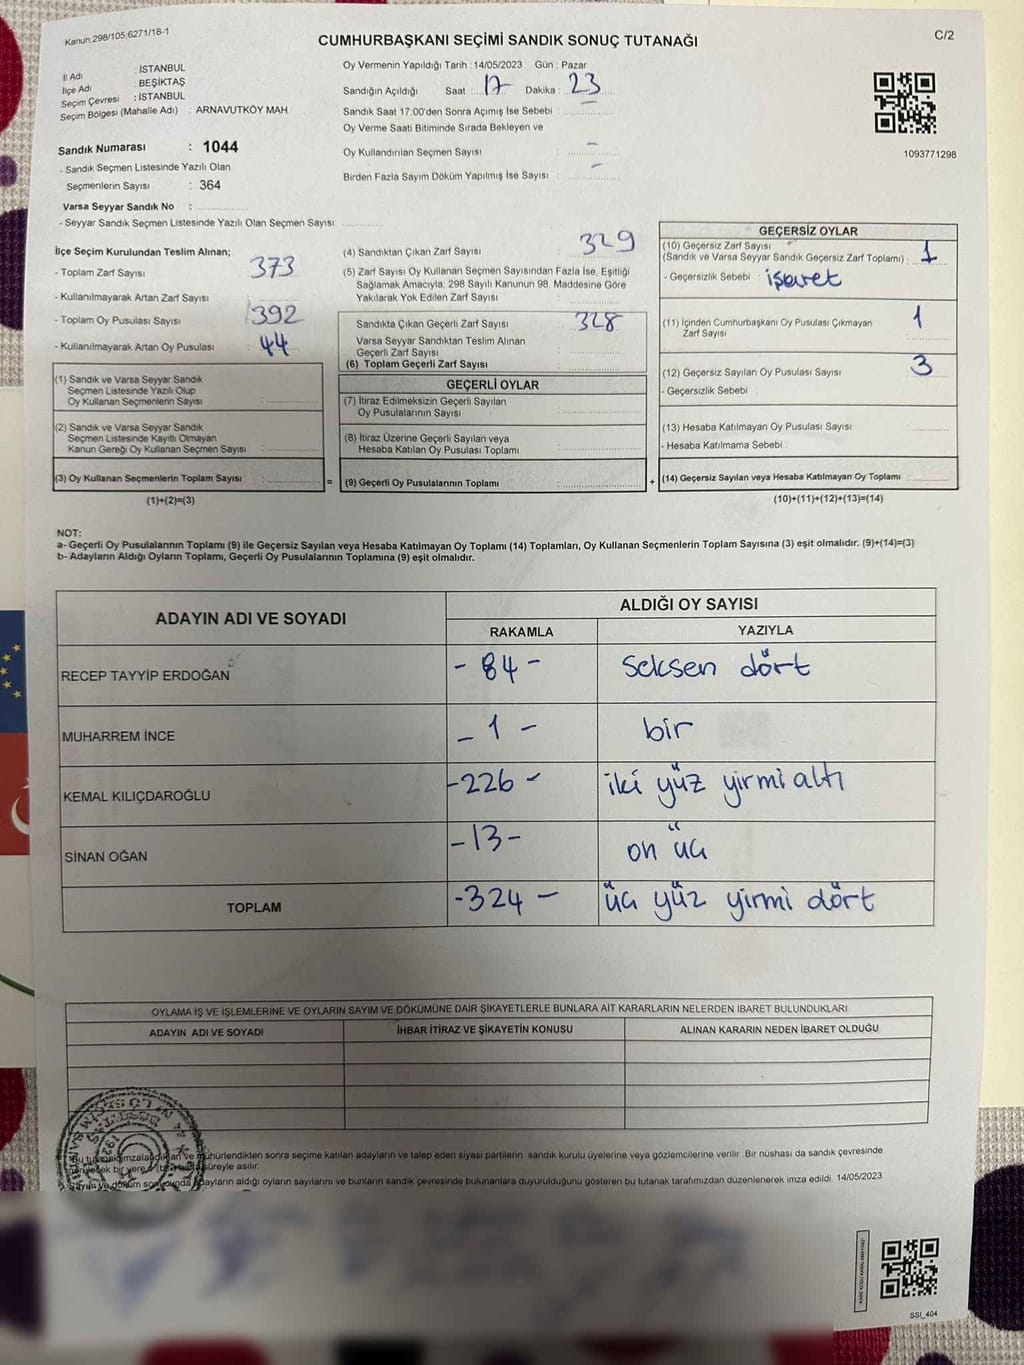 Kanun,298/105,6271/18-1
CUMHURBAŞKANI SEÇİMİ SANDIK SONUÇ TUTANAĞI
C/2
İl Adı : İSTANBUL
İlçe Adı : BEŞİKTAŞ
Seçim Çevresi : İSTANBUL
Seçim Bölgesi (Mahalle Adı) : ARNAVUTKÖY MAH
Sandık Numarası : 1044
- Sandık Seçmen Listesinde Yazılı Olan
Seçmenlerin Sayısı : 364
Varsa Seyyar Sandık No :
- Seyyar Sandık Seçmen Listesinde Yazılı Olan Seçmen Sayısı:
Oy Vermenin Yapıldığı Tarih : 14/05/2023 Gün : Pazar
Sandığın Açıldığı Saat : 17 Dakika : 23
Sandık Saat 17:00'den Sonra Açımış İse Sebebi :
Oy Verme Saati Bitiminde Sırada Bekleyen ve
Oy Kullandırılan Seçmen Sayısı : -
Birden Fazla Sayım Döküm Yapılmış İse Sayısı : -
1093771298
İlçe Seçim Kurulundan Teslim Alınan;
- Toplam Zarf Sayısı : 373
- Kullanılmayarak Artan Zarf Sayısı :
- Toplam Oy Pusulası Sayısı : 392
- Kullanılmayarak Artan Oy Pusulası : 44
(1) Sandık ve Varsa Seyyar Sandık
Seçmen Listesinde Yazılı Olup
Oy Kullanan Seçmenlerin Sayısı :
(2) Sandık ve Varsa Seyyar Sandık
Seçmen Listesinde Kayıtlı Olmayan
Kanun Gereği Oy Kullanan Seçmen Sayısı :
(3) Oy Kullanan Seçmenlerin Toplam Sayısı :
(1)+(2)=(3)
(4) Sandıktan Çıkan Zarf Sayısı : 329
(5) Zarf Sayısı Oy Kullanan Seçmen Sayısından Fazla İse, Eşitliği
Sağlamak Amacıyla; 298 Sayılı Kanunun 98. Maddesine Göre
Yakılarak Yok Edilen Zarf Sayısı :
Sandıkta Çıkan Geçerli Zarf Sayısı : 328
Varsa Seyyar Sandıktan Teslim Alınan
Geçerli Zarf Sayısı :
(6) Toplam Geçerli Zarf Sayısı :
GEÇERLİ OYLAR
(7) İtiraz Edilmeksizin Geçerli Sayılan
Oy Pusulalarının Sayısı :
(8) İtiraz Üzerine Geçerli Sayılan veya
Hesaba Katılan Oy Pusulası Toplamı :
= (9) Geçerli Oy Pusulalarının Toplamı : +
GEÇERSİZ OYLAR
(10) Geçersiz Zarf Sayısı
(Sandık ve Varsa Seyyar Sandık Geçersiz Zarf Toplamı) : 1
- Geçersizlik Sebebi : işaret
(11) İçinden Cumhurbaşkanı Oy Pusulası Çıkmayan
Zarf Sayısı : 1
(12) Geçersiz Sayılan Oy Pusulası Sayısı : 3
- Geçersizlik Sebebi :
(13) Hesaba Katılmayan Oy Pusulası Sayısı :
- Hesaba Katılmama Sebebi :
(14) Geçersiz Sayılan veya Hesaba Katılmayan Oy Toplamı :
(10)+(11)+(12)+(13)=(14)
NOT:
a- Geçerli Oy Pusulalarının Toplamı (9) ile Geçersiz Sayılan veya Hesaba Katılmayan Oy Toplamı (14) Toplamları, Oy Kullanan Seçmenlerin Toplam Sayısına (3) eşit olmalıdır. (9)+(14)=(3)
b- Adayların Aldığı Oyların Toplamı, Geçerli Oy Pusulalarının Toplamına (9) eşit olmalıdır.
ADAYIN ADI VE SOYADI
ALDIĞI OY SAYISI
RAKAMLA YAZIYLA
RECEP TAYYİP ERDOĞAN - 84 - seksen dört
MUHARREM İNCE - 1 - bir
KEMAL KILIÇDAROĞLU -226- iki yüz yirmi altı
SİNAN OĞAN -13- on üç
TOPLAM -324- üç yüz yirmi dört
OYLAMA İŞ VE İŞLEMLERİNE VE OYLARIN SAYIM VE DÖKÜMÜNE DAİR ŞİKAYETLERLE BUNLARA AİT KARARLARIN NELERDEN İBARET BULUNDUKLARI
ADAYIN ADI VE SOYADI İHBAR İTİRAZ VE ŞİKAYETİN KONUSU ALINAN KARARIN NEDEN İBARET OLDUĞU
Bu tutanak imzalandıktan ve mühürlendikten sonra seçime katılan adayların ve talep eden siyasi partilerin sandık kurulu üyelerine veya gözlemcilerine verilir .Bir nüshası da sandık çevresinde
bir yere süreyle asılır.
Sayım ve döküm sonucunda adayların aldığı oyların sayılarını ve bunların sandık çevresinde bulunanlara duyurulduğunu gösteren bu tutanak tarafımızdan düzenlenerek imza edildi. 14/05/2023
SSI_404